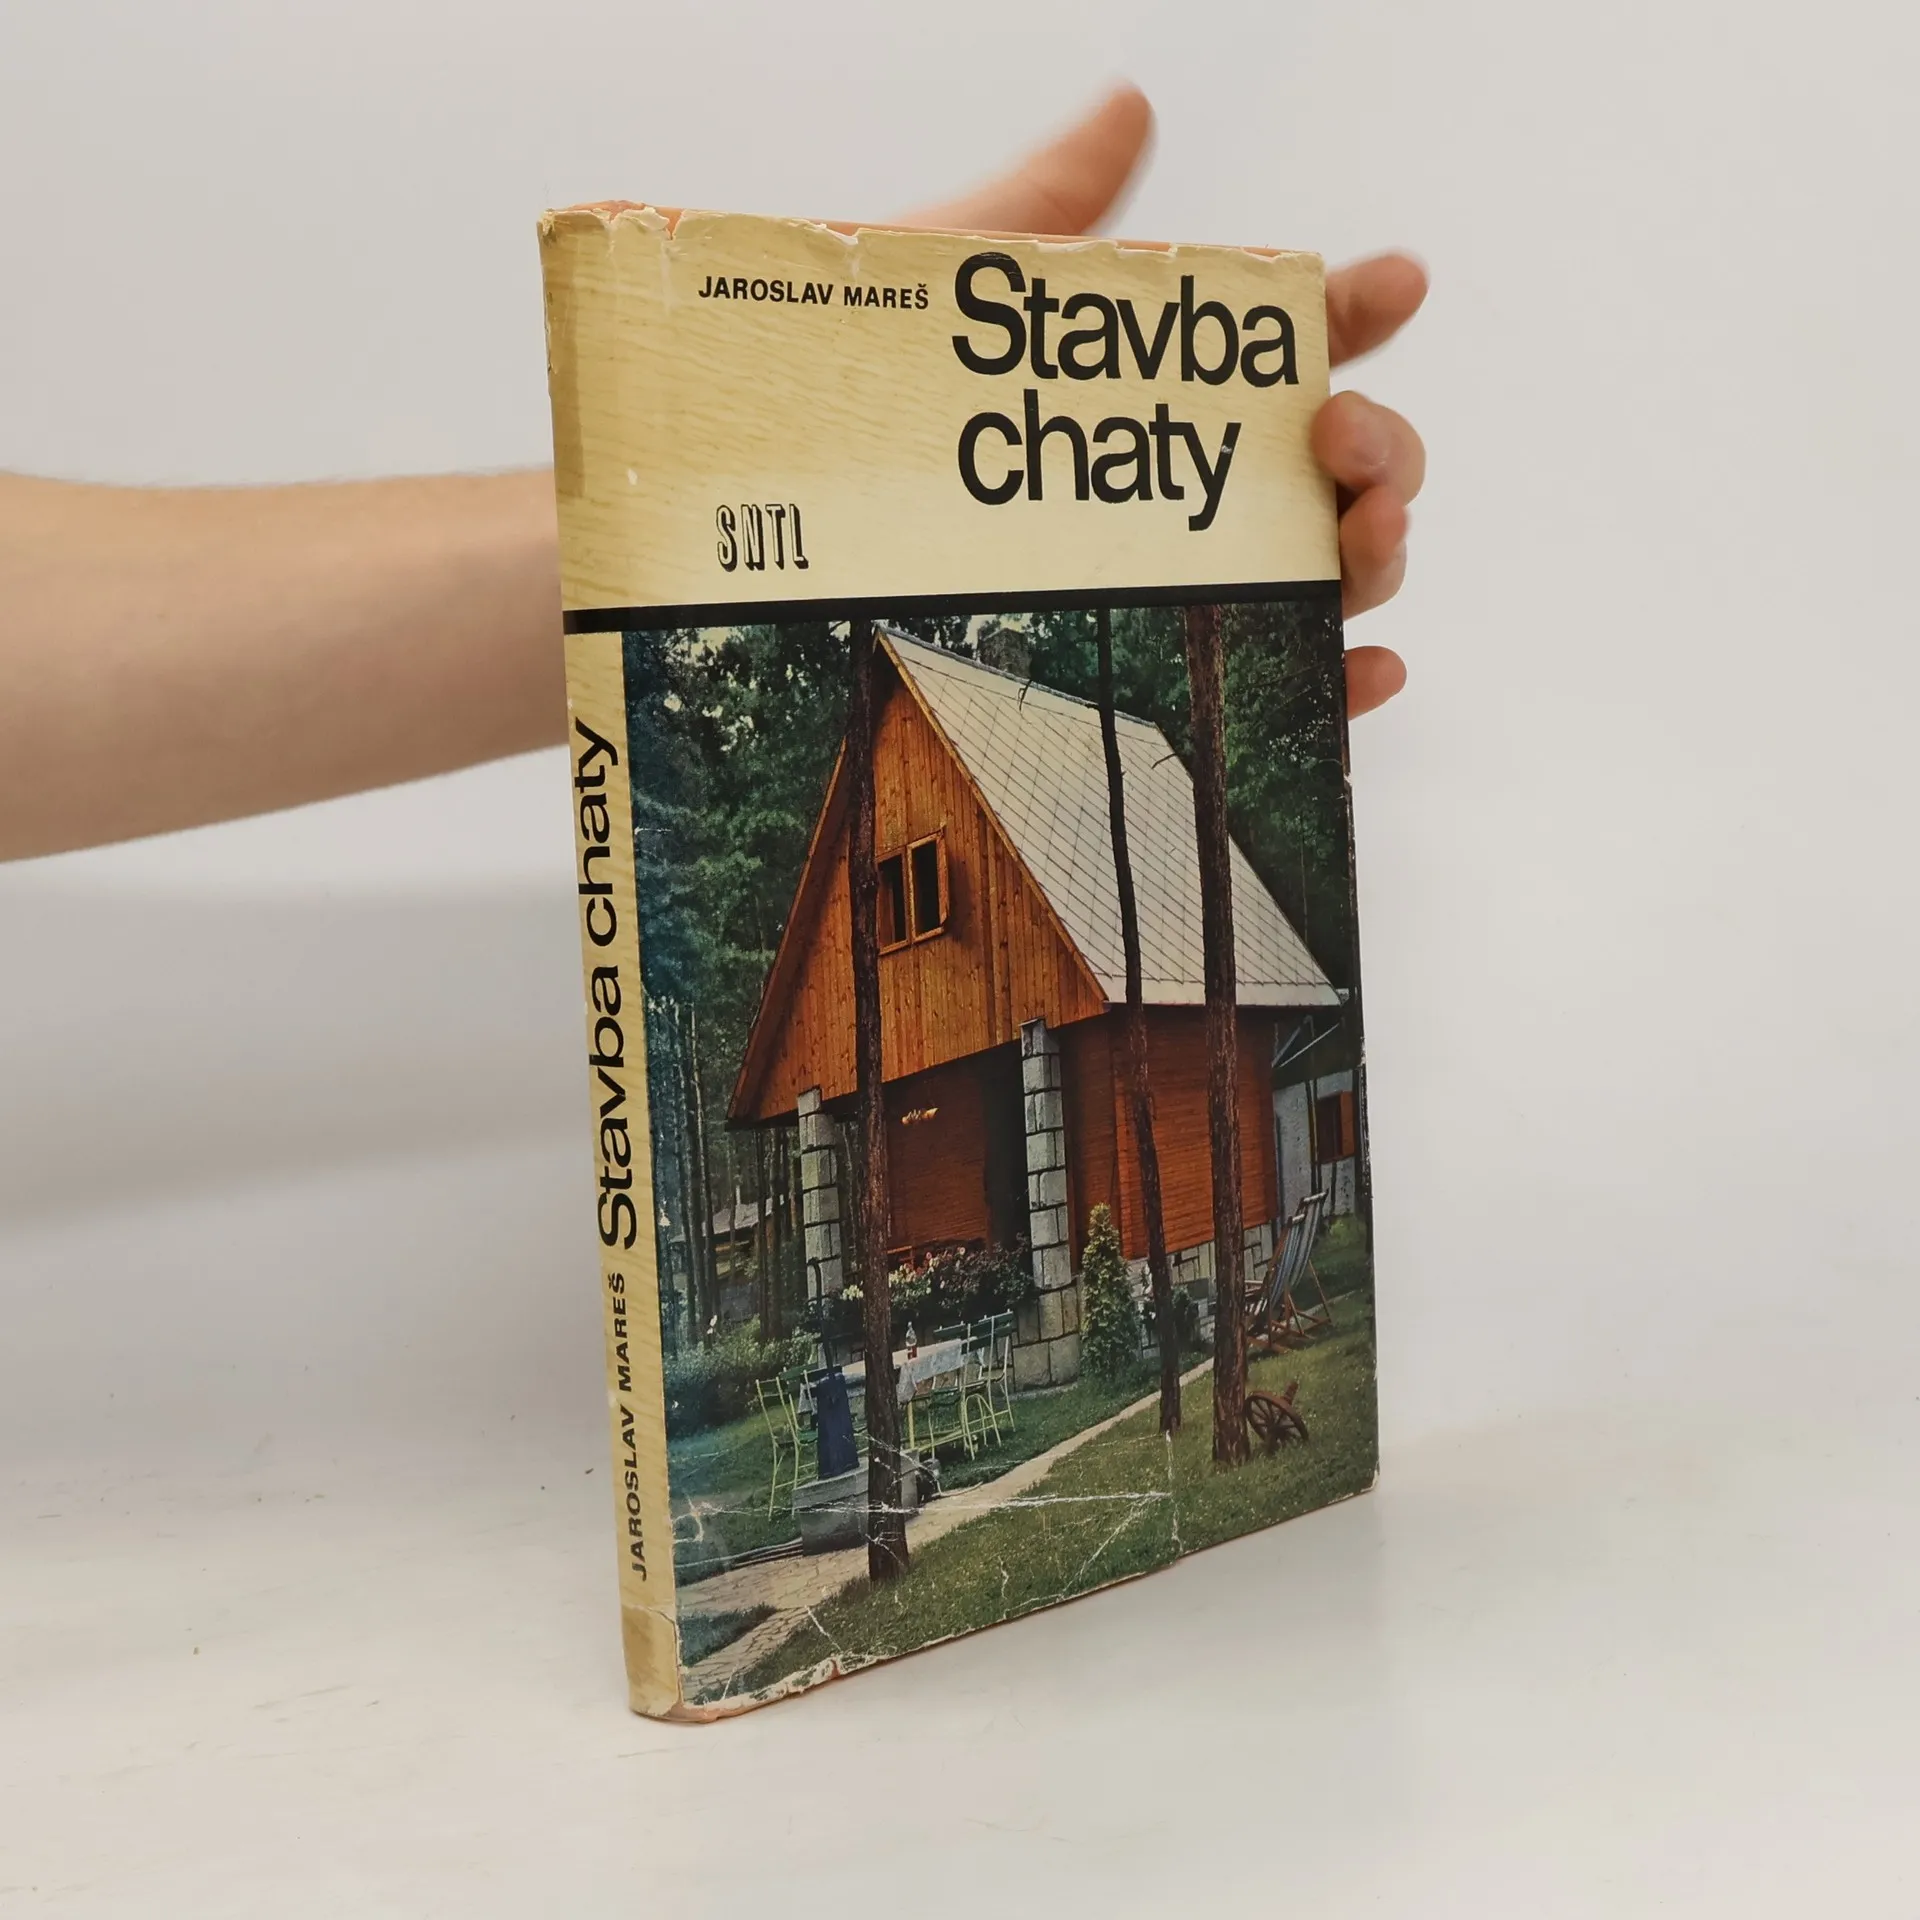 JAROSLAV MAREŠ
Stavba
chaty
SNTL
JAROSLAV MAREŠ Stavba chaty